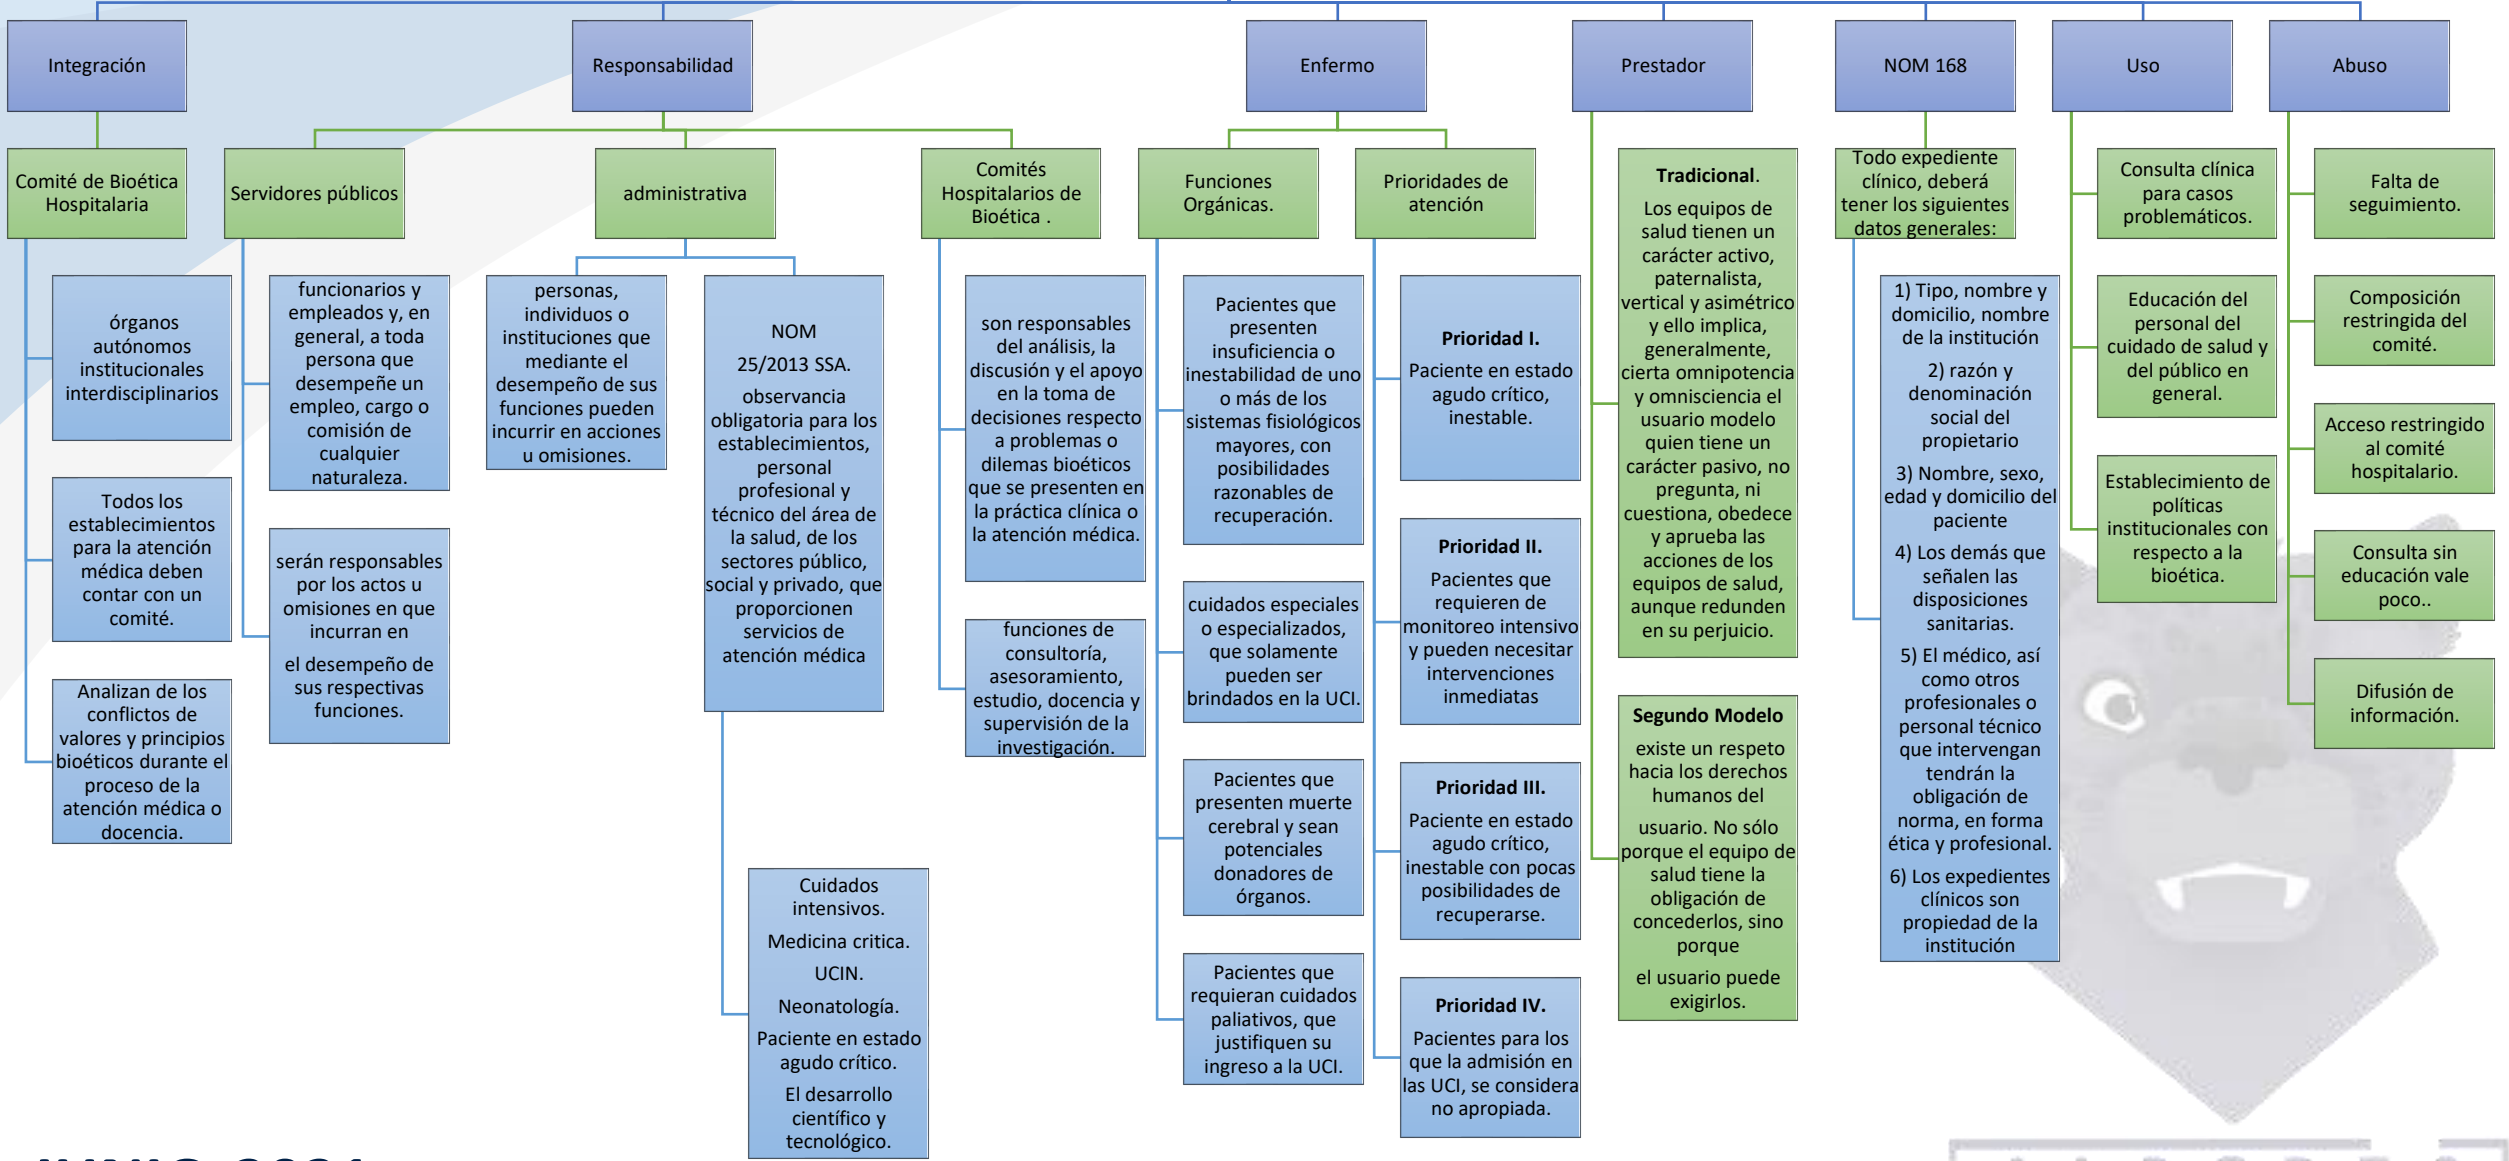 Integración
Responsabilidad
Enfermo
Prestador
NOM 168
Uso
Abuso
Comité de Bioética
Hospitalaria
órganos
autónomos
institucionales
interdisciplinarios
Todos los
establecimientos
para la atención
médica deben
contar con un
comité.
Analizan de los
conflictos de
valores y principios
bioéticos durante el
proceso de la
atención médica o
docencia.
Servidores públicos
funcionarios y
empleados y, en
general, a toda
persona que
desempeñe un
empleo, cargo o
comisión de
cualquier
naturaleza.
serán responsables
por los actos u
omisiones en que
incurran en
el desempeño de
sus respectivas
funciones.
administrativa
personas,
individuos o
instituciones que
mediante el
desempeño de sus
funciones pueden
incurrir en acciones
u omisiones.
NOM
25/2013 SSA.
observancia
obligatoria para los
establecimientos,
personal
profesional y
técnico del área de
la salud, de los
sectores público,
social y privado, que
proporcionen
servicios de
atención médica
Cuidados
intensivos.
Medicina critica.
UCIN.
Neonatología.
Paciente en estado
agudo crítico.
El desarrollo
científico y
tecnológico.
Comités
Hospitalarios de
Bioética .
son responsables
del análisis, la
discusión y el apoyo
en la toma de
decisiones respecto
a problemas o
dilemas bioéticos
que se presenten en
la práctica clínica o
la atención médica.
funciones de
consultoría,
asesoramiento,
estudio, docencia y
supervisión de la
investigación.
Funciones
Orgánicas.
Pacientes que
presenten
insuficiencia o
inestabilidad de uno
o más de los
sistemas fisiológicos
mayores, con
posibilidades
razonables de
recuperación.
cuidados especiales
o especializados,
que solamente
pueden ser
brindados en la UCI.
Pacientes que
presenten muerte
cerebral y sean
potenciales
donadores de
órganos.
Pacientes que
requieran cuidados
paliativos, que
justifiquen su
ingreso a la UCI.
Prioridades de
atención
Prioridad I.
Paciente en estado
agudo crítico,
inestable.
Prioridad II.
Pacientes que
requieren de
monitoreo intensivo
y pueden necesitar
intervenciones
inmediatas
Prioridad III.
Paciente en estado
agudo crítico,
inestable con pocas
posibilidades de
recuperarse.
Prioridad IV.
Pacientes para los
que la admisión en
las UCI, se considera
no apropiada.
Tradicional.
Los equipos de
salud tienen un
carácter activo,
paternalista,
vertical y asimétrico
y ello implica,
generalmente,
cierta omnipotencia
y omnisciencia el
usuario modelo
quien tiene un
carácter pasivo, no
pregunta, ni
cuestiona, obedece
y aprueba las
acciones de los
equipos de salud,
aunque redunden
en su perjuicio.
Segundo Modelo
existe un respeto
hacia los derechos
humanos del
usuario. No sólo
porque el equipo de
salud tiene la
obligación de
concederlos, sino
porque
el usuario puede
exigirlos.
Todo expediente
clínico, deberá
tener los siguientes
datos generales:
1) Tipo, nombre y
domicilio, nombre
de la institución
2) razón y
denominación
social del
propietario
3) Nombre, sexo,
edad y domicilio del
paciente
4) Los demás que
señalen las
disposiciones
sanitarias.
5) El médico, así
como otros
profesionales o
personal técnico
que intervengan
tendrán la
obligación de
norma, en forma
ética y profesional.
6) Los expedientes
clínicos son
propiedad de la
institución
Consulta clínica
para casos
problemáticos.
Educación del
personal del
cuidado de salud y
del público en
general.
Establecimiento de
políticas
institucionales con
respecto a la
bioética.
Falta de
seguimiento.
Composición
restringida del
comité.
Acceso restringido
al comité
hospitalario.
Consulta sin
educación vale
poco..
Difusión de
información.